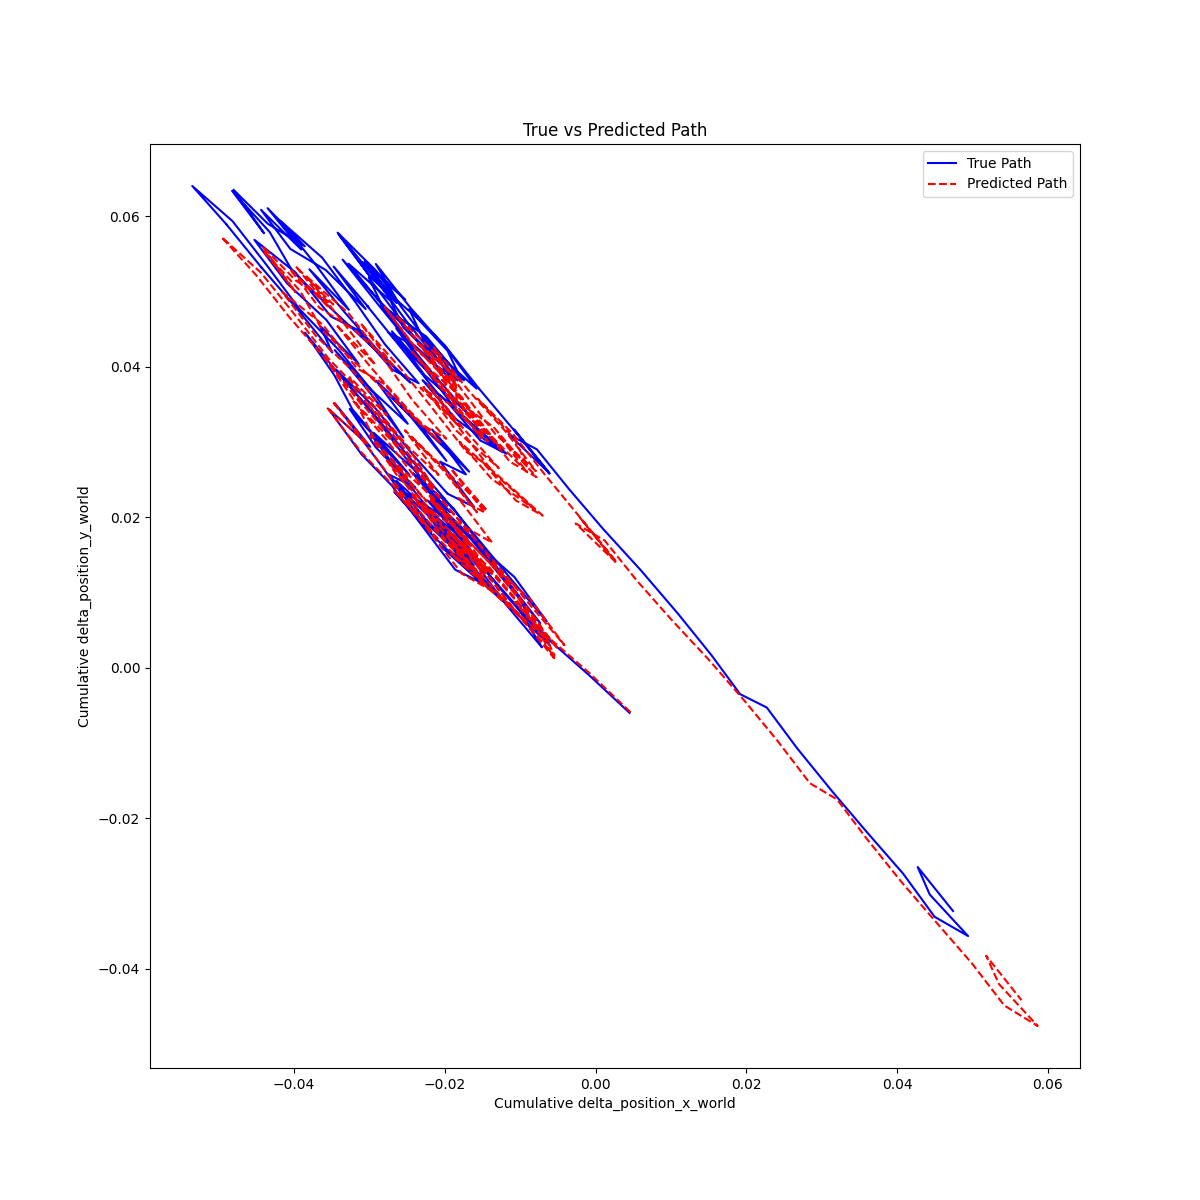 True vs Predicted Path
True Path
Predicted Path
0.06
0.04
0.02
0.00
−0.02
−0.04
Cumulative delta_position_y_world
−0.04
−0.02
0.00
0.02
0.04
0.06
Cumulative delta_position_x_world